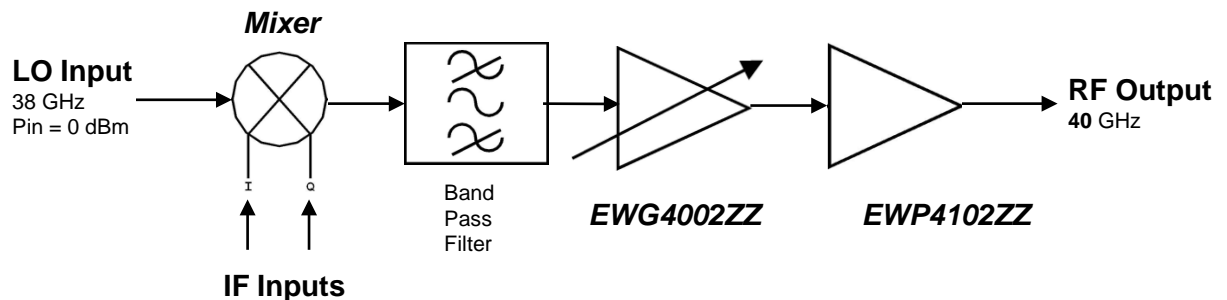 Mixer
LO Input
38 GHz
Pin = 0 dBm
RF Output
40 GHz
I
Q
Band
Pass
Filter
EWG4002ZZ
EWP4102ZZ
IF Inputs